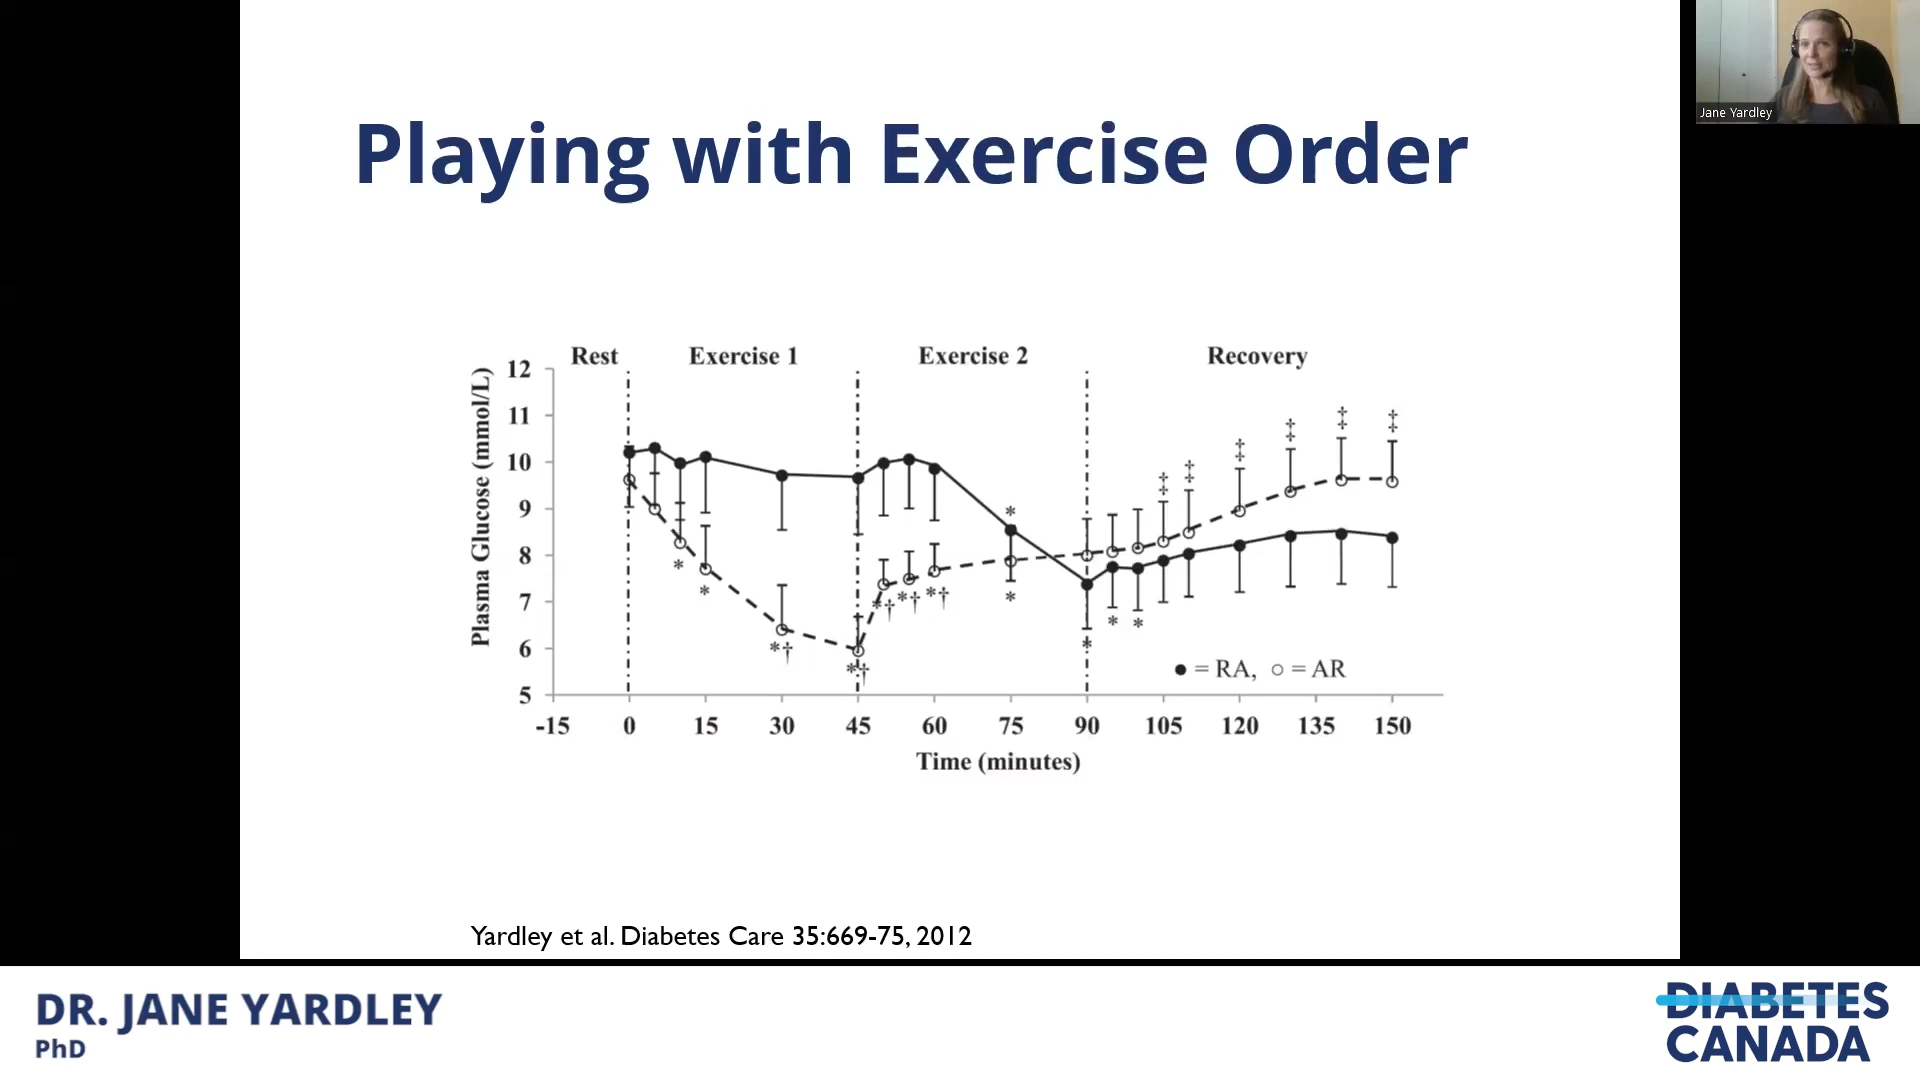 Jane Yardley
Playing with Exercise Order
Rest Exercise 1 Exercise 2 Recovery
Plasma Glucose (mmol/L)
12
11
10
9
8
7
6
5
* * *† *† *† *† *† * * * * * ‡ ‡ ‡ ‡ ‡ ‡
● = RA, ○ = AR
-15 0 15 30 45 60 75 90 105 120 135 150
Time (minutes)
Yardley et al. Diabetes Care 35:669-75, 2012
DR. JANE YARDLEY
PhD
DIABETES
CANADA